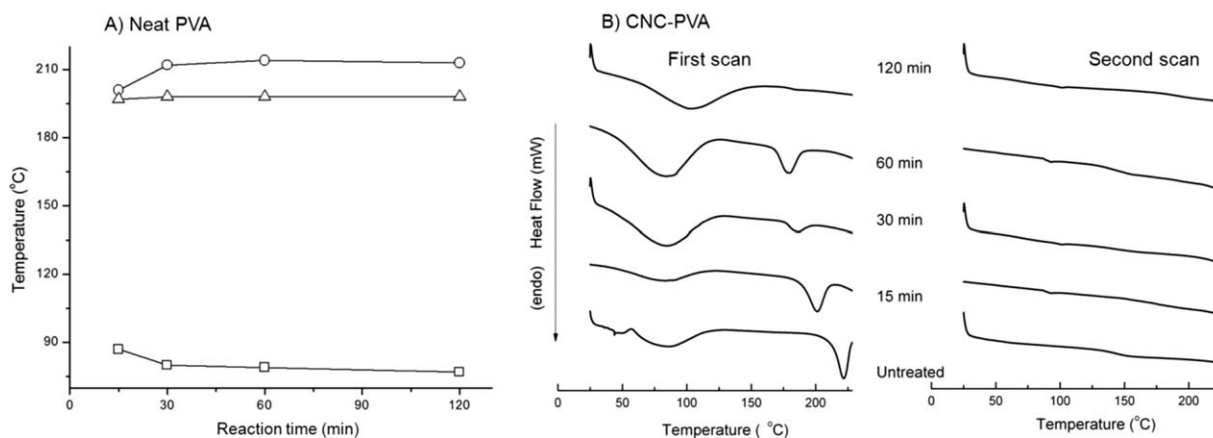 A) Neat PVA
210
180
150
120
90
Temperature (°C)
0
30
60
90
120
Reaction time (min)
B) CNC-PVA
First scan
Second scan
120 min
60 min
30 min
15 min
Untreated
Heat Flow (mW)
(endo)
0
50
100
150
200
Temperature ( °C)
0
50
100
150
200
Temperature (°C)